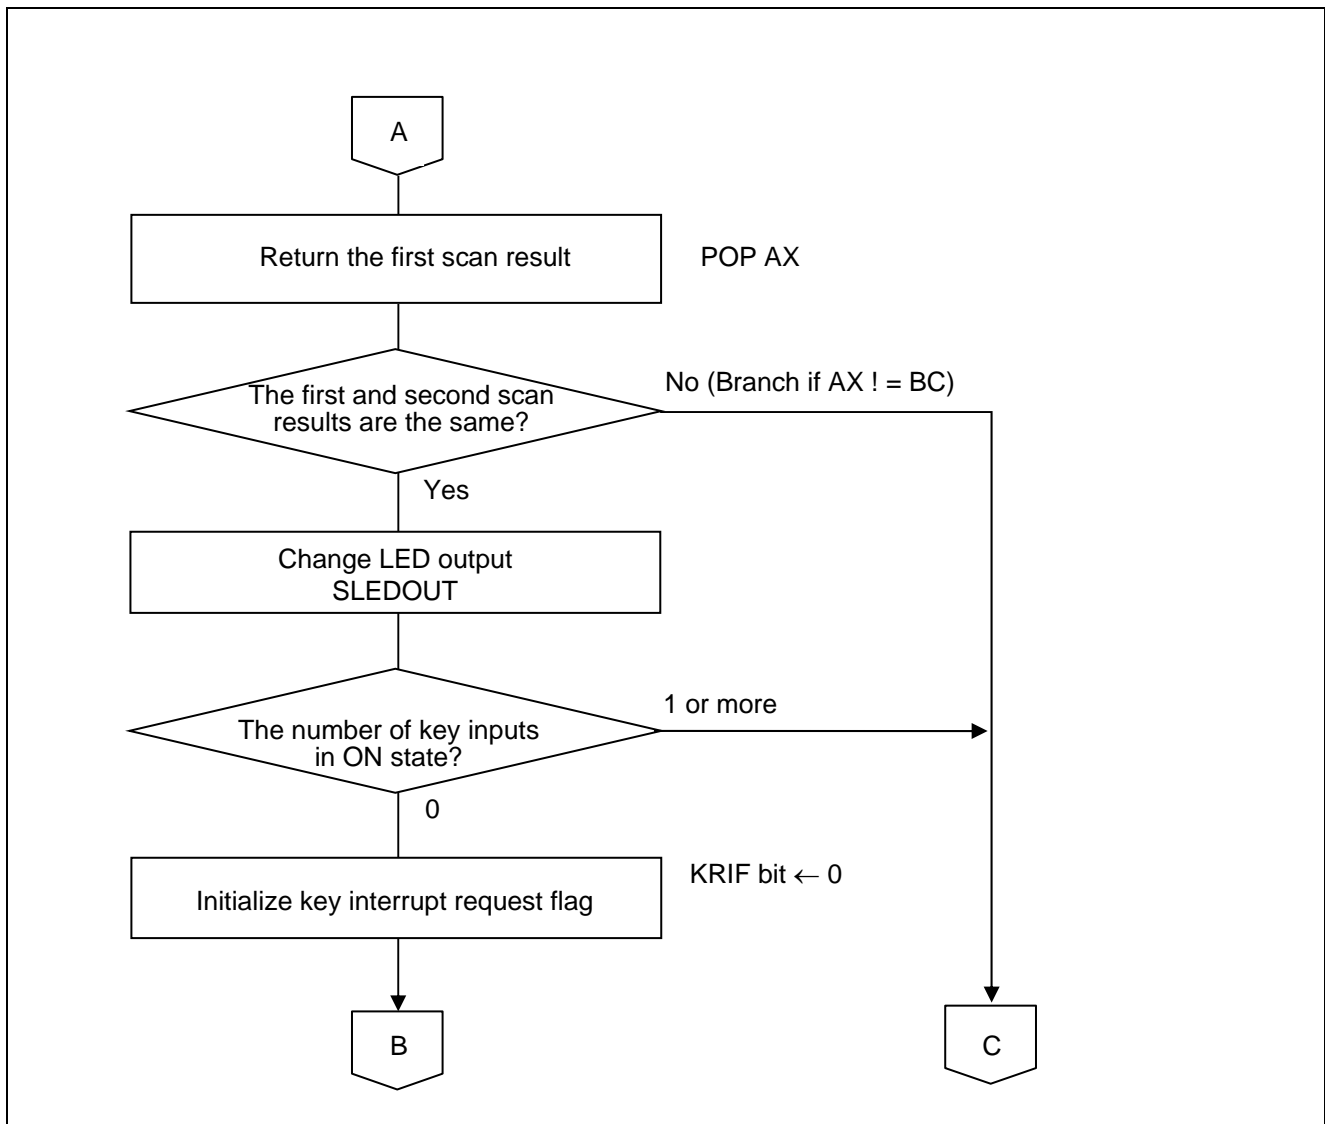 A
Return the first scan result
POP AX
The first and second scan
results are the same?
No (Branch if AX ! = BC)
Yes
Change LED output
SLEDOUT
The number of key inputs
in ON state?
1 or more
0
Initialize key interrupt request flag
KRIF bit ← 0
B
C